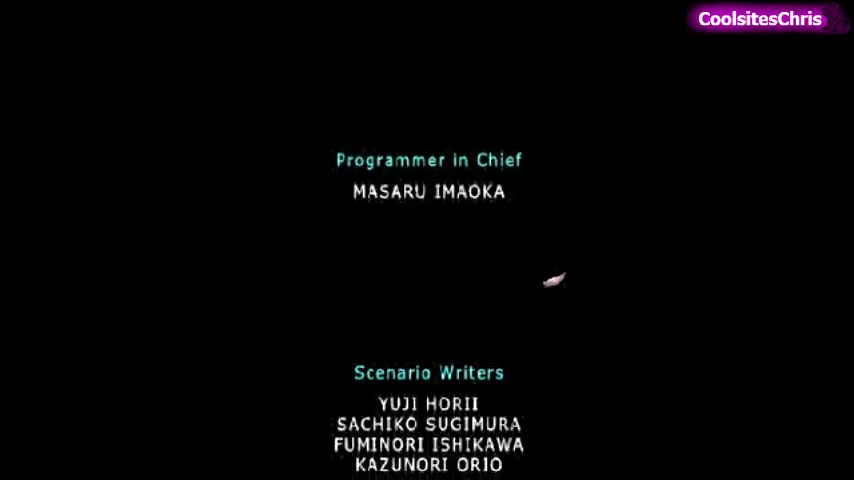 CoolsitesChris
Programmer in Chief
MASARU IMAOKA
Scenario Writers
YUJI HORII
SACHIKO SUGIMURA
FUMINORI ISHIKAWA
KAZUNORI ORIO